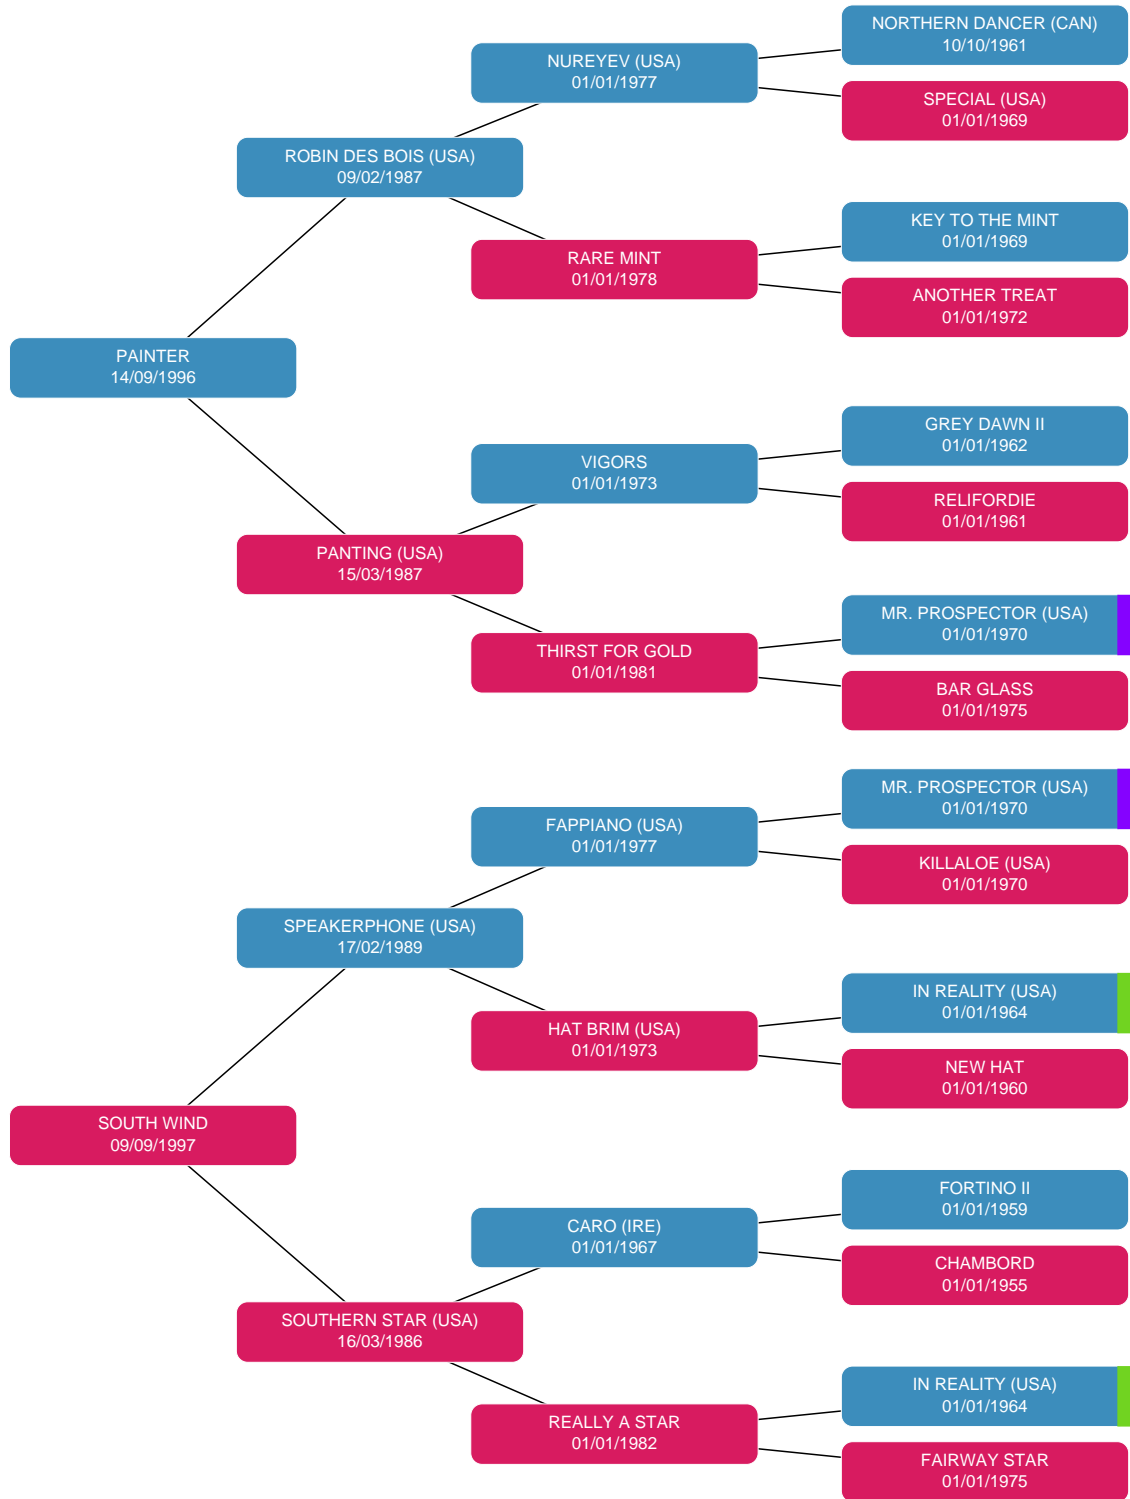 NORTHERN DANCER (CAN)
10/10/1961
NUREYEV (USA)
01/01/1977
SPECIAL (USA)
01/01/1969
ROBIN DES BOIS (USA)
09/02/1987
KEY TO THE MINT
01/01/1969
RARE MINT
01/01/1978
ANOTHER TREAT
01/01/1972
PAINTER
14/09/1996
GREY DAWN II
01/01/1962
VIGORS
01/01/1973
RELIFORDIE
01/01/1961
PANTING (USA)
15/03/1987
MR. PROSPECTOR (USA)
01/01/1970
THIRST FOR GOLD
01/01/1981
BAR GLASS
01/01/1975
MR. PROSPECTOR (USA)
01/01/1970
FAPPIANO (USA)
01/01/1977
KILLALOE (USA)
01/01/1970
SPEAKERPHONE (USA)
17/02/1989
IN REALITY (USA)
01/01/1964
HAT BRIM (USA)
01/01/1973
NEW HAT
01/01/1960
SOUTH WIND
09/09/1997
FORTINO II
01/01/1959
CARO (IRE)
01/01/1967
CHAMBORD
01/01/1955
SOUTHERN STAR (USA)
16/03/1986
IN REALITY (USA)
01/01/1964
REALLY A STAR
01/01/1982
FAIRWAY STAR
01/01/1975